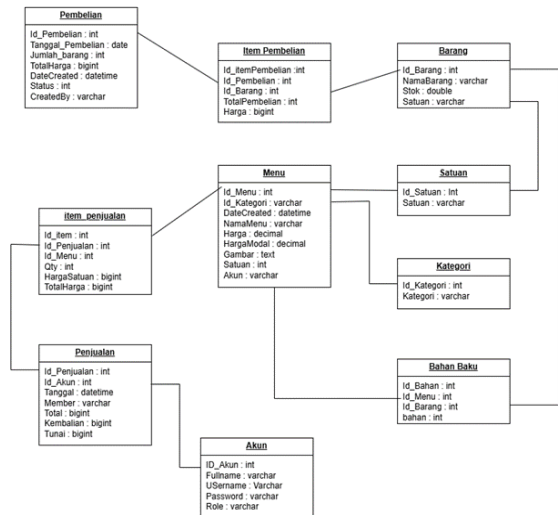 Pembelian
Id_Pembelian : int
Tanggal_Pembelian : date
Jumlah_barang : int
TotalHarga : bigint
DateCreated : datetime
Status : int
CreatedBy : varchar
Item Pembelian
Id_itemPembelian :int
Id_Pembelian : int
Id_Barang : int
TotalPembelian : int
Harga : bigint
Barang
Id_Barang : int
NamaBarang : varchar
Stok : double
Satuan : varchar
Menu
Id_Menu : int
Id_Kategori : varchar
DateCreated : datetime
NamaMenu : varchar
Harga : decimal
HargaModal : decimal
Gambar : text
Satuan : int
Akun : varchar
Satuan
Id_Satuan : Int
Satuan : varchar
item_penjualan
Id_item : int
Id_Penjualan : int
Id_Menu : int
Qty : int
HargaSatuan : bigint
TotalHarga : bigint
Kategori
Id_Kategori : int
Kategori : varchar
Penjualan
Id_Penjualan : int
Id_Akun : int
Tanggal : datetime
Member : varchar
Total : bigint
Kembalian : bigint
Tunai : bigint
Bahan Baku
Id_Bahan : int
Id_Menu : int
Id_Barang : int
bahan : int
Akun
ID_Akun : int
Fullname : varchar
USername : Varchar
Password : varchar
Role : varchar